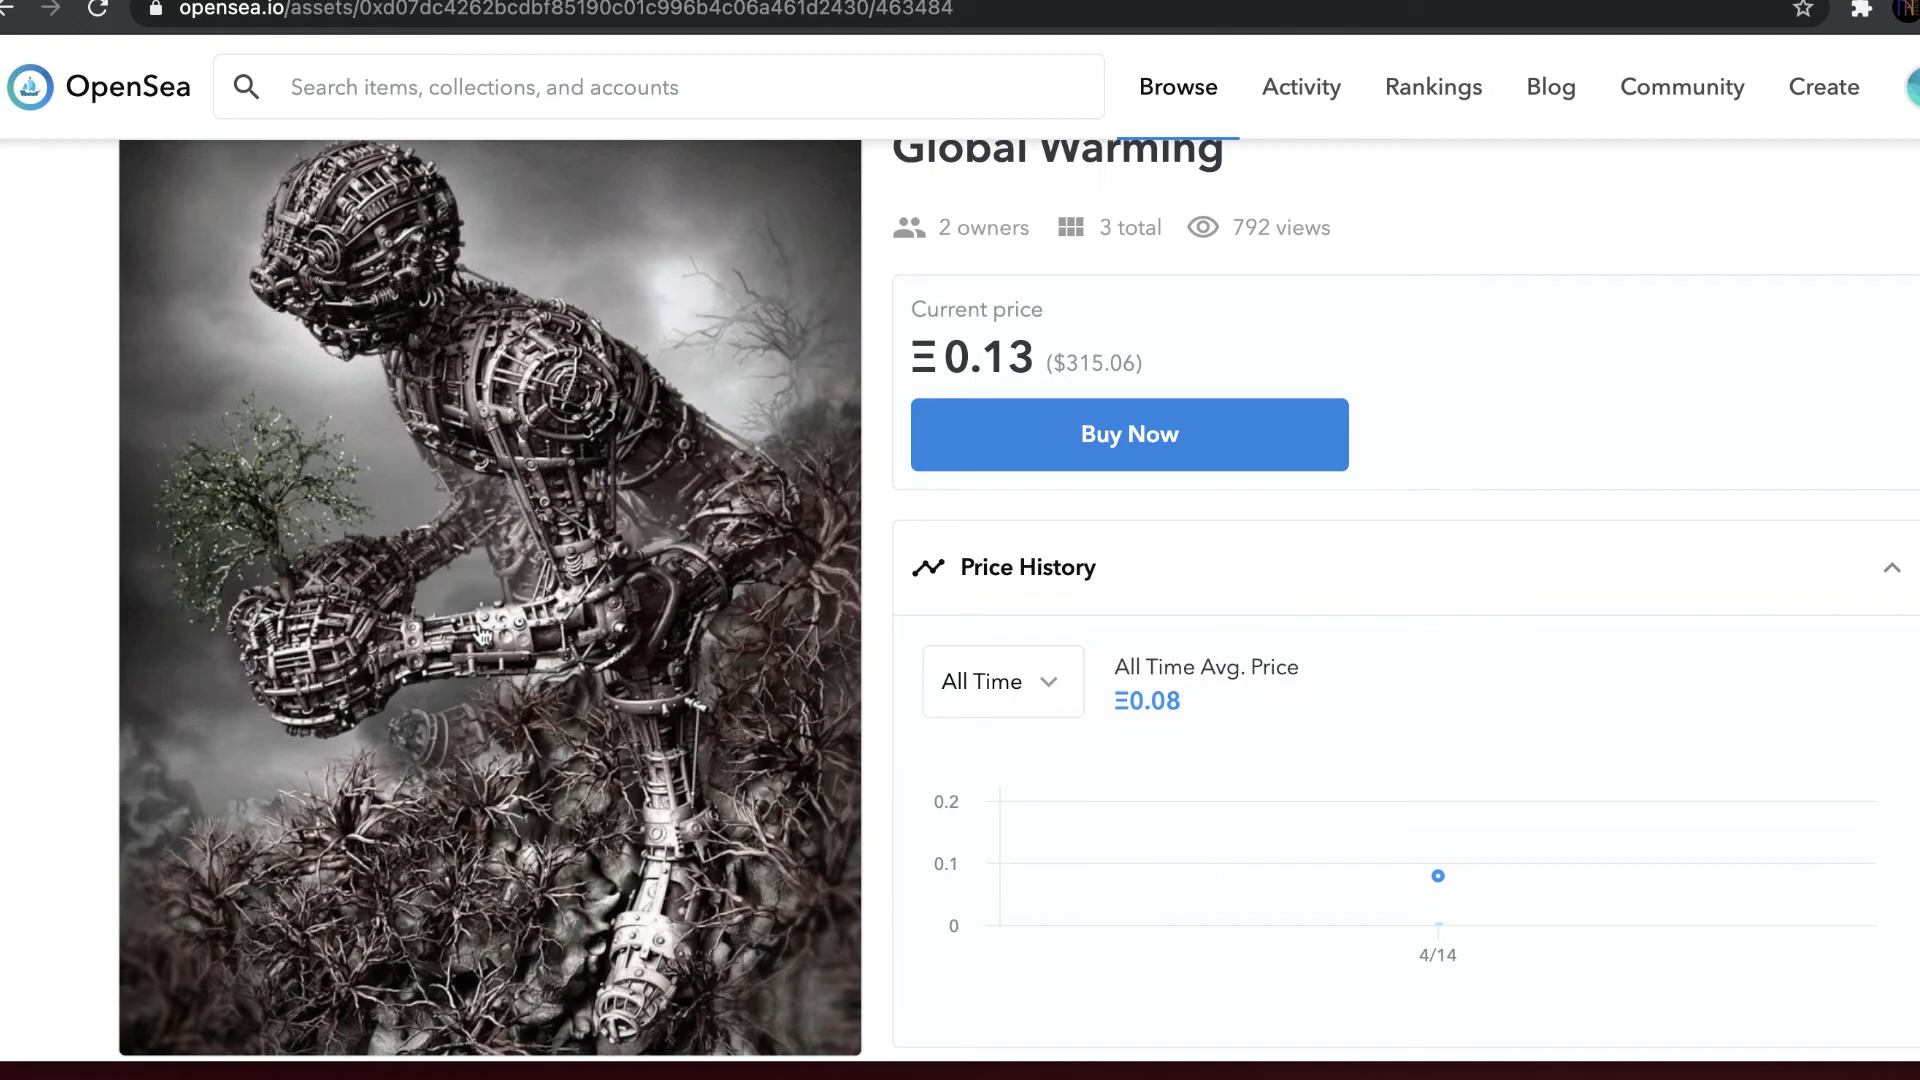 opensea.io/assets/0xd07dc4262bcdbf85190c01c996b4c06a461d2430/463484
OpenSea
Search items, collections, and accounts
Browse
Activity
Rankings
Blog
Community
Create
Global Warming
2 owners
3 total
792 views
Current price
Ξ 0.13 ($315.06)
Buy Now
Price History
All Time
All Time Avg. Price
Ξ0.08
0.2
0.1
0
4/14